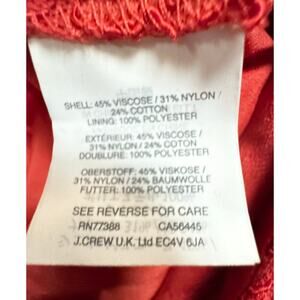 SHELL: 45% VISCOSE / 31% NYLON /
24% COTTON
LINING: 100% POLYESTER
EXTÉRIEUR: 45% VISCOSE /
31% NYLON / 24% COTON
DOUBLURE: 100% POLYESTER
OBERSTOFF: 45% VISKOSE /
31% NYLON / 24% BAUMWOLLE
FUTTER: 100% POLYESTER
SEE REVERSE FOR CARE
RN77388 CA56445
J.CREW U.K. Ltd EC4V 6JA